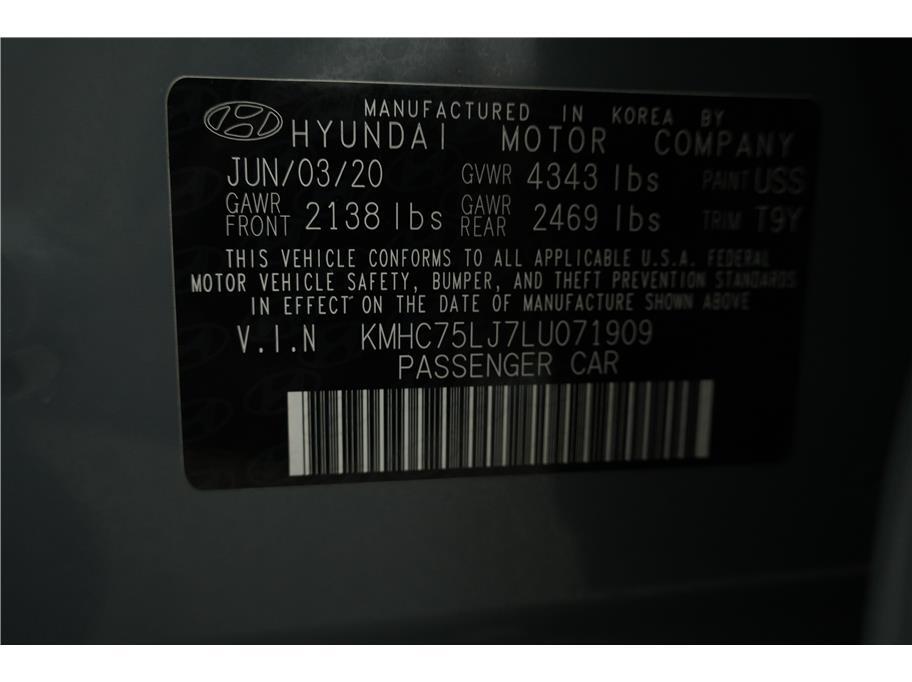 MANUFACTURED IN KOREA BY
HYUNDAI MOTOR COMPANY
JUN/03/20 GVWR 4343 lbs PAINT USS
GAWR FRONT 2138 lbs GAWR REAR 2469 lbs TRIM T9Y
THIS VEHICLE CONFORMS TO ALL APPLICABLE U.S.A. FEDERAL
MOTOR VEHICLE SAFETY, BUMPER, AND THEFT PREVENTION STANDARDS
IN EFFECT ON THE DATE OF MANUFACTURE SHOWN ABOVE
V.I.N KMHC75LJ7LU071909
PASSENGER CAR